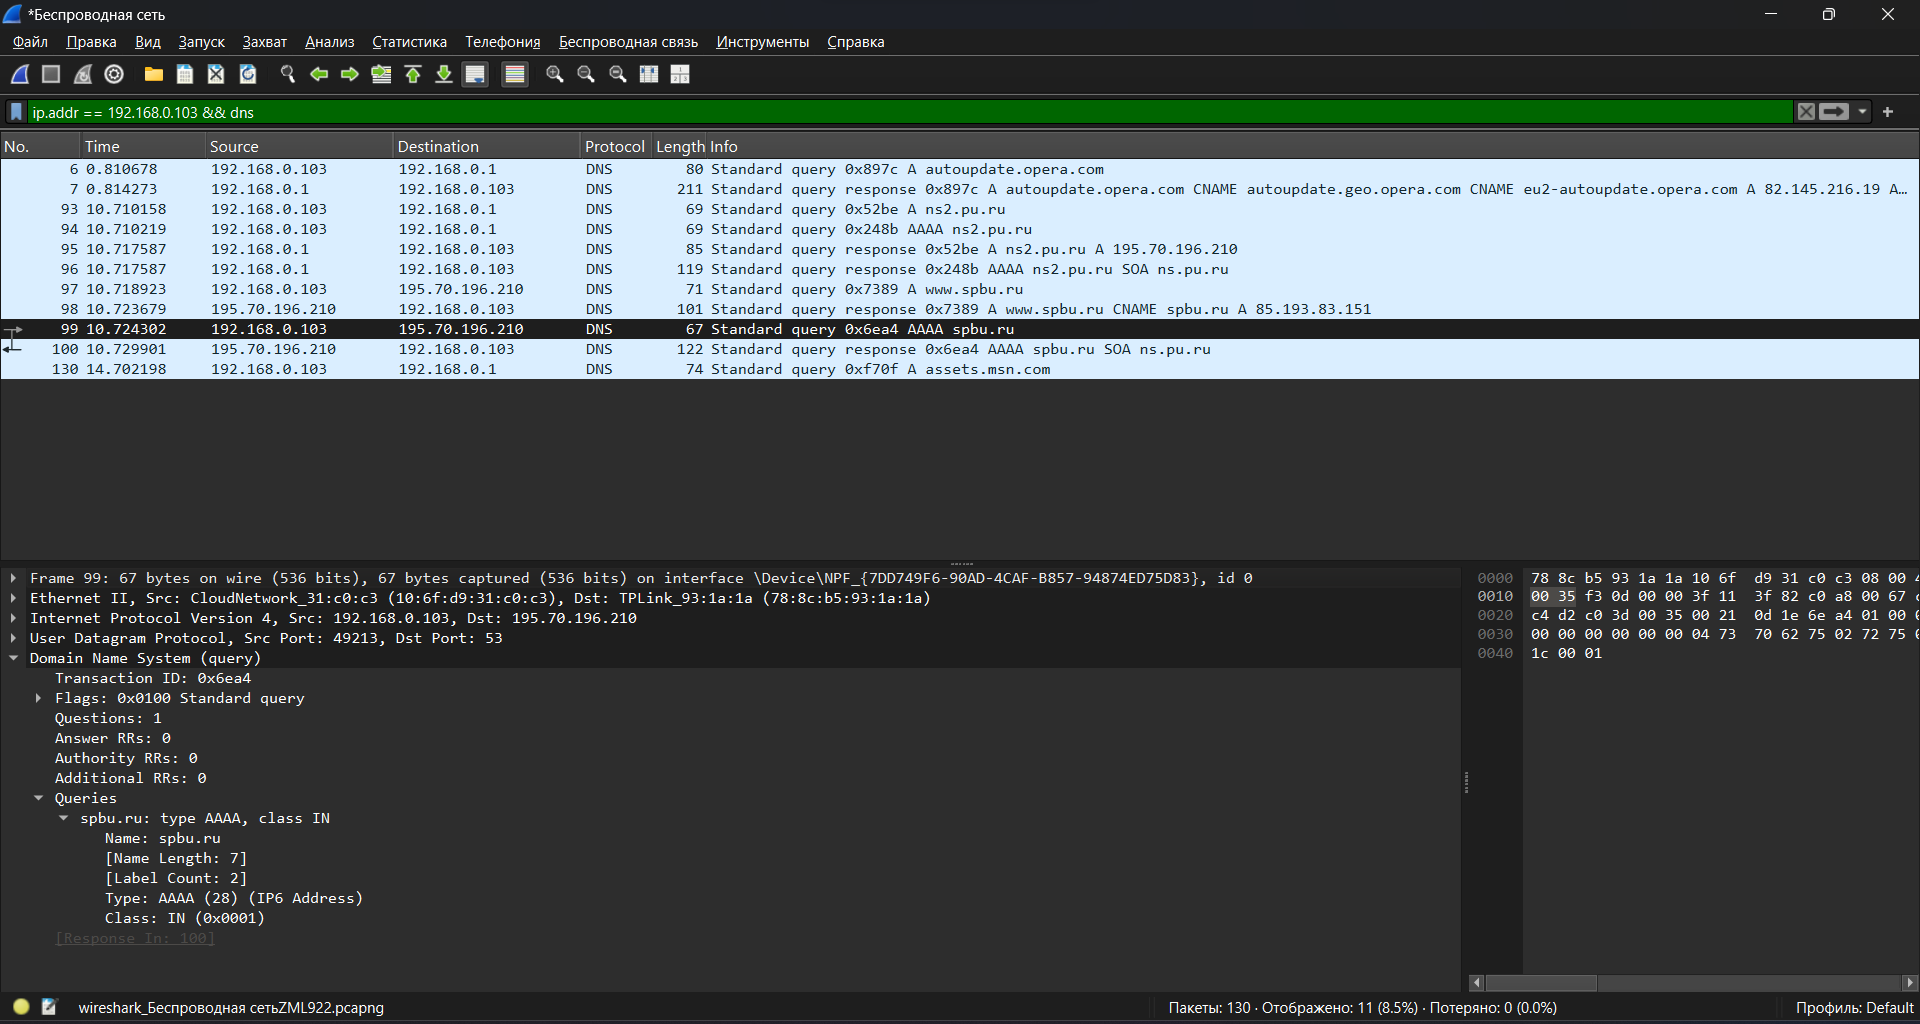 *Беспроводная сеть
Файл Правка Вид Запуск Захват Анализ Статистика Телефония Беспроводная связь Инструменты Справка
ip.addr == 192.168.0.103 && dns
No. Time Source Destination Protocol Length Info
6 0.810678 192.168.0.103 192.168.0.1 DNS 80 Standard query 0x897c A autoupdate.opera.com
7 0.814273 192.168.0.1 192.168.0.103 DNS 211 Standard query response 0x897c A autoupdate.opera.com CNAME autoupdate.geo.opera.com CNAME eu2-autoupdate.opera.com A 82.145.216.19 A…
93 10.710158 192.168.0.103 192.168.0.1 DNS 69 Standard query 0x52be A ns2.pu.ru
94 10.710219 192.168.0.103 192.168.0.1 DNS 69 Standard query 0x248b AAAA ns2.pu.ru
95 10.717587 192.168.0.1 192.168.0.103 DNS 85 Standard query response 0x52be A ns2.pu.ru A 195.70.196.210
96 10.717587 192.168.0.1 192.168.0.103 DNS 119 Standard query response 0x248b AAAA ns2.pu.ru SOA ns.pu.ru
97 10.718923 192.168.0.103 195.70.196.210 DNS 71 Standard query 0x7389 A www.spbu.ru
98 10.723679 195.70.196.210 192.168.0.103 DNS 101 Standard query response 0x7389 A www.spbu.ru CNAME spbu.ru A 85.193.83.151
99 10.724302 192.168.0.103 195.70.196.210 DNS 67 Standard query 0x6ea4 AAAA spbu.ru
100 10.729901 195.70.196.210 192.168.0.103 DNS 122 Standard query response 0x6ea4 AAAA spbu.ru SOA ns.pu.ru
130 14.702198 192.168.0.103 192.168.0.1 DNS 74 Standard query 0xf70f A assets.msn.com
Frame 99: 67 bytes on wire (536 bits), 67 bytes captured (536 bits) on interface \Device\NPF_{7DD749F6-90AD-4CAF-B857-94874ED75D83}, id 0
Ethernet II, Src: CloudNetwork_31:c0:c3 (10:6f:d9:31:c0:c3), Dst: TPLink_93:1a:1a (78:8c:b5:93:1a:1a)
Internet Protocol Version 4, Src: 192.168.0.103, Dst: 195.70.196.210
User Datagram Protocol, Src Port: 49213, Dst Port: 53
Domain Name System (query)
Transaction ID: 0x6ea4
Flags: 0x0100 Standard query
Questions: 1
Answer RRs: 0
Authority RRs: 0
Additional RRs: 0
Queries
spbu.ru: type AAAA, class IN
Name: spbu.ru
[Name Length: 7]
[Label Count: 2]
Type: AAAA (28) (IP6 Address)
Class: IN (0x0001)
[Response In: 100]
0000 78 8c b5 93 1a 1a 10 6f d9 31 c0 c3 08 00
0010 00 35 f3 0d 00 00 3f 11 3f 82 c0 a8 00 67
0020 c4 d2 c0 3d 00 35 00 21 0d 1e 6e a4 01 00
0030 00 00 00 00 00 00 04 73 70 62 75 02 72 75
0040 1c 00 01
wireshark_Беспроводная сетьZML922.pcapng
Пакеты: 130 · Отображено: 11 (8.5%) · Потеряно: 0 (0.0%)
Профиль: Default